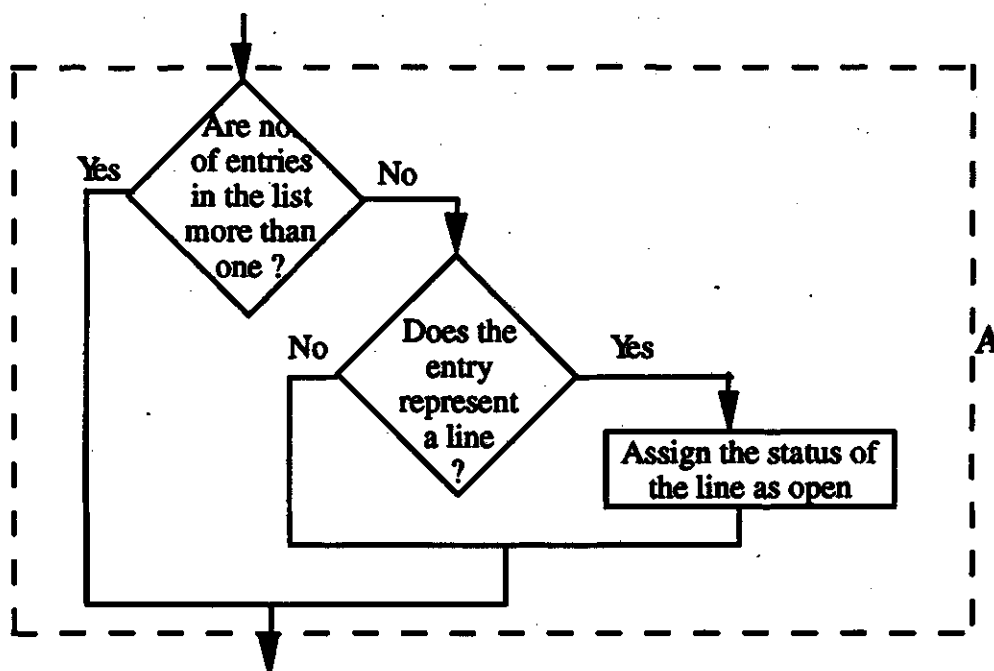 Are no.
of entries
in the list
more than
one ?
Yes
No
Does the
entry
represent
a line
?
No
Yes
Assign the status of
the line as open
A